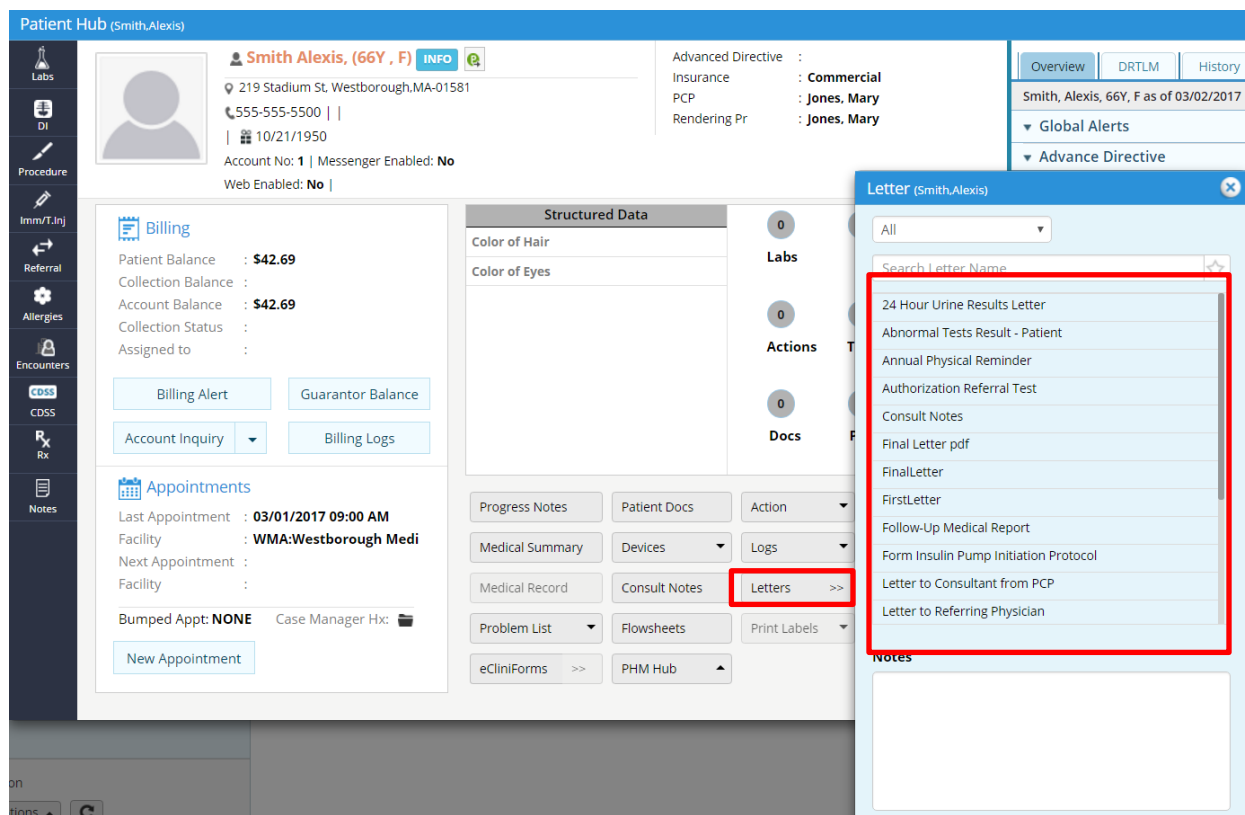 Patient Hub (Smith,Alexis)
Labs
DI
Procedure
Imm/T.Inj
Referral
Allergies
Encounters
CDSS
CDSS
Rx
Rx
Notes
Smith Alexis, (66Y , F) INFO
219 Stadium St, Westborough,MA-01581
555-555-5500 | |
| 10/21/1950
Account No: 1 | Messenger Enabled: No
Web Enabled: No |
Advanced Directive :
Insurance : Commercial
PCP : Jones, Mary
Rendering Pr : Jones, Mary
Overview DRTLM History
Smith, Alexis, 66Y, F as of 03/02/2017
Global Alerts
Advance Directive
Billing
Patient Balance : $42.69
Collection Balance :
Account Balance : $42.69
Collection Status :
Assigned to :
Billing Alert Guarantor Balance
Account Inquiry Billing Logs
Appointments
Last Appointment : 03/01/2017 09:00 AM
Facility : WMA:Westborough Medi
Next Appointment :
Facility :
Bumped Appt: NONE Case Manager Hx:
New Appointment
Structured Data
Color of Hair
Color of Eyes
0
Labs
0
Actions T
0
Docs
Progress Notes Patient Docs Action
Medical Summary Devices Logs
Medical Record Consult Notes Letters >>
Problem List Flowsheets Print Labels
eCliniForms >> PHM Hub
Letter (Smith,Alexis)
All
Search Letter Name
24 Hour Urine Results Letter
Abnormal Tests Result - Patient
Annual Physical Reminder
Authorization Referral Test
Consult Notes
Final Letter pdf
FinalLetter
FirstLetter
Follow-Up Medical Report
Form Insulin Pump Initiation Protocol
Letter to Consultant from PCP
Letter to Referring Physician
Notes
on
tions